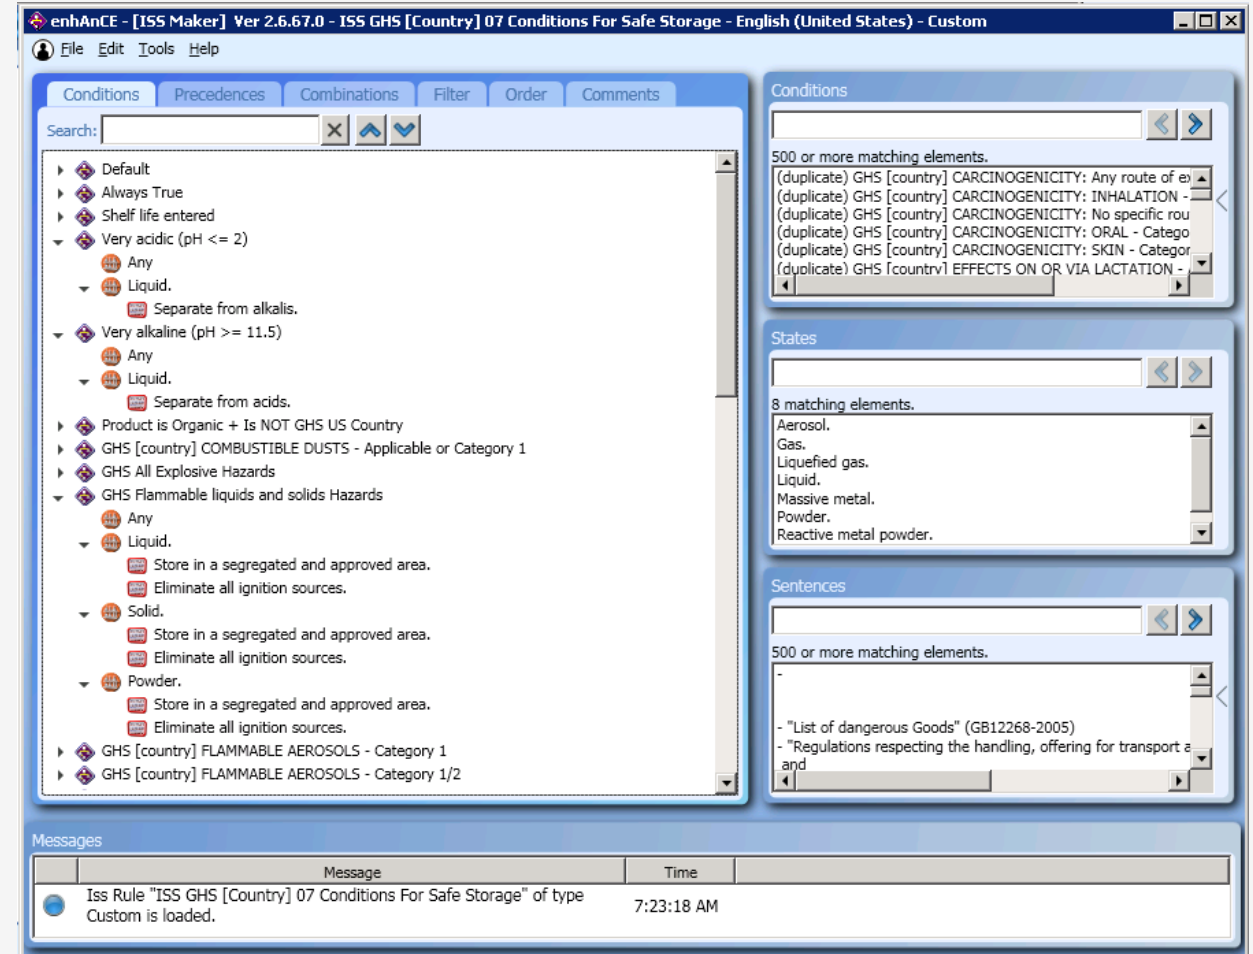 enhAnCE - [ISS Maker] Ver 2.6.67.0 - ISS GHS [Country] 07 Conditions For Safe Storage - English (United States) - Custom
File Edit Tools Help
Conditions Precedences Combinations Filter Order Comments
Search:
Default
Always True
Shelf life entered
Very acidic (pH <= 2)
Any
Liquid.
Separate from alkalis.
Very alkaline (pH >= 11.5)
Any
Liquid.
Separate from acids.
Product is Organic + Is NOT GHS US Country
GHS [country] COMBUSTIBLE DUSTS - Applicable or Category 1
GHS All Explosive Hazards
GHS Flammable liquids and solids Hazards
Any
Liquid.
Store in a segregated and approved area.
Eliminate all ignition sources.
Solid.
Store in a segregated and approved area.
Eliminate all ignition sources.
Powder.
Store in a segregated and approved area.
Eliminate all ignition sources.
GHS [country] FLAMMABLE AEROSOLS - Category 1
GHS [country] FLAMMABLE AEROSOLS - Category 1/2
Conditions
500 or more matching elements.
(duplicate) GHS [country] CARCINOGENICITY: Any route of ex
(duplicate) GHS [country] CARCINOGENICITY: INHALATION -
(duplicate) GHS [country] CARCINOGENICITY: No specific rou
(duplicate) GHS [country] CARCINOGENICITY: ORAL - Catego
(duplicate) GHS [country] CARCINOGENICITY: SKIN - Categor
(duplicate) GHS [country] EFFECTS ON OR VIA LACTATION -
States
8 matching elements.
Aerosol.
Gas.
Liquefied gas.
Liquid.
Massive metal.
Powder.
Reactive metal powder.
Sentences
500 or more matching elements.
-
- "List of dangerous Goods" (GB12268-2005)
- "Regulations respecting the handling, offering for transport a
and
Messages
Message Time
Iss Rule "ISS GHS [Country] 07 Conditions For Safe Storage" of type
Custom is loaded.
7:23:18 AM